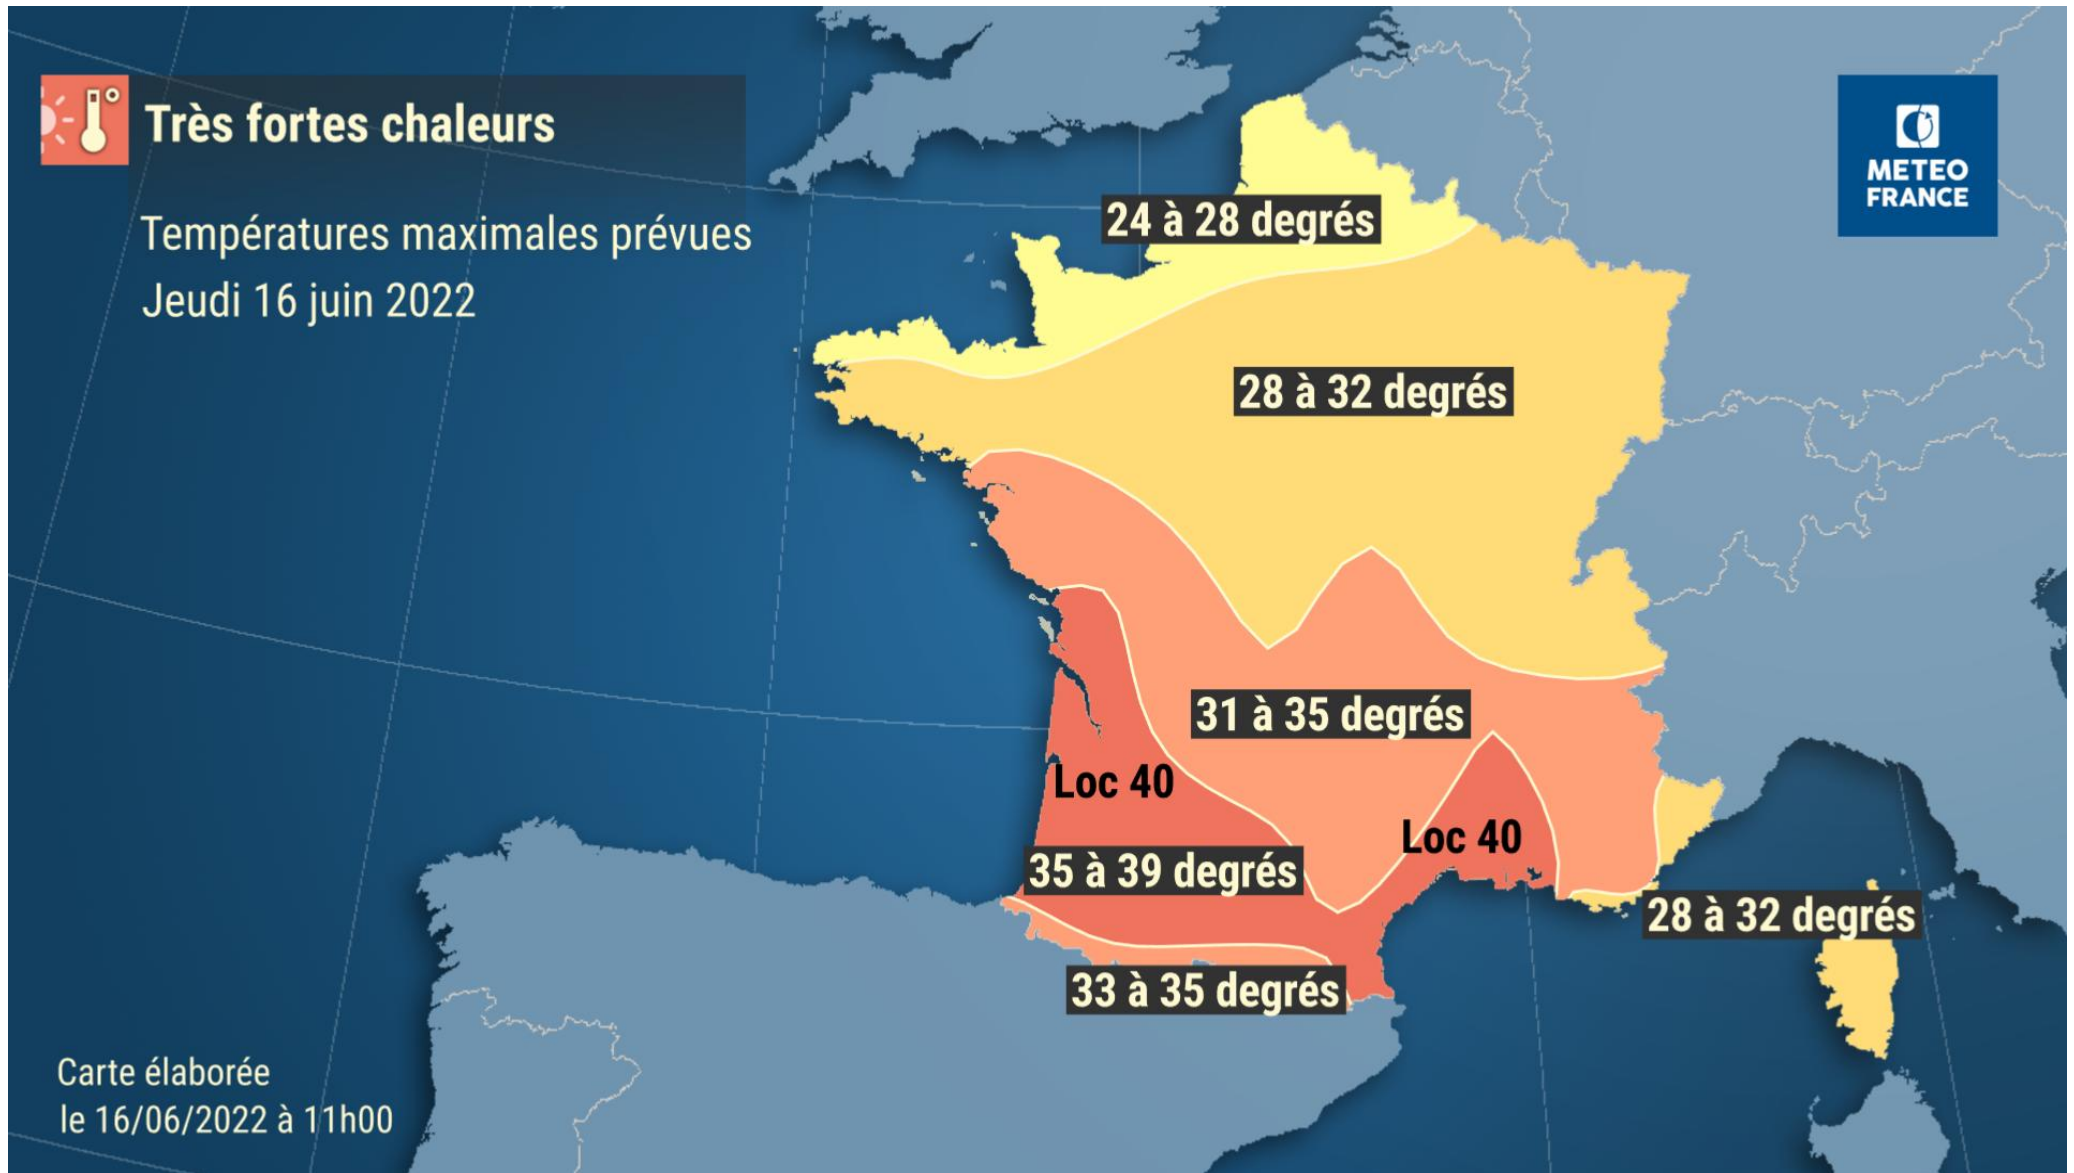 Très fortes chaleurs
Températures maximales prévues
Jeudi 16 juin 2022
METEO
FRANCE
24 à 28 degrés
28 à 32 degrés
31 à 35 degrés
Loc 40
Loc 40
35 à 39 degrés
28 à 32 degrés
33 à 35 degrés
Carte élaborée
le 16/06/2022 à 11h00